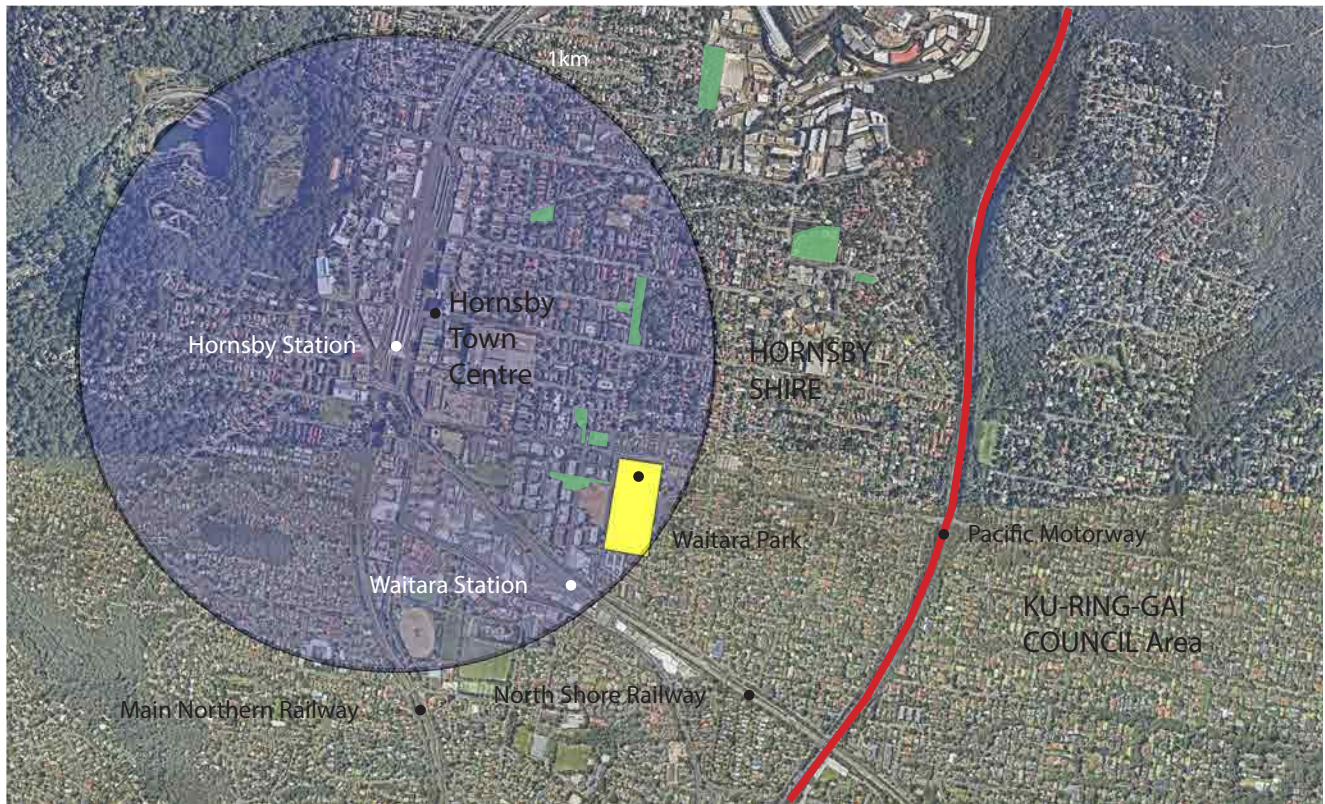 1km
Hornsby
Town
Centre
Hornsby Station
HORNSBY
SHIRE
Waitara Park
Pacific Motorway
Waitara Station
KU-RING-GAI
COUNCIL Area
North Shore Railway
Main Northern Railway